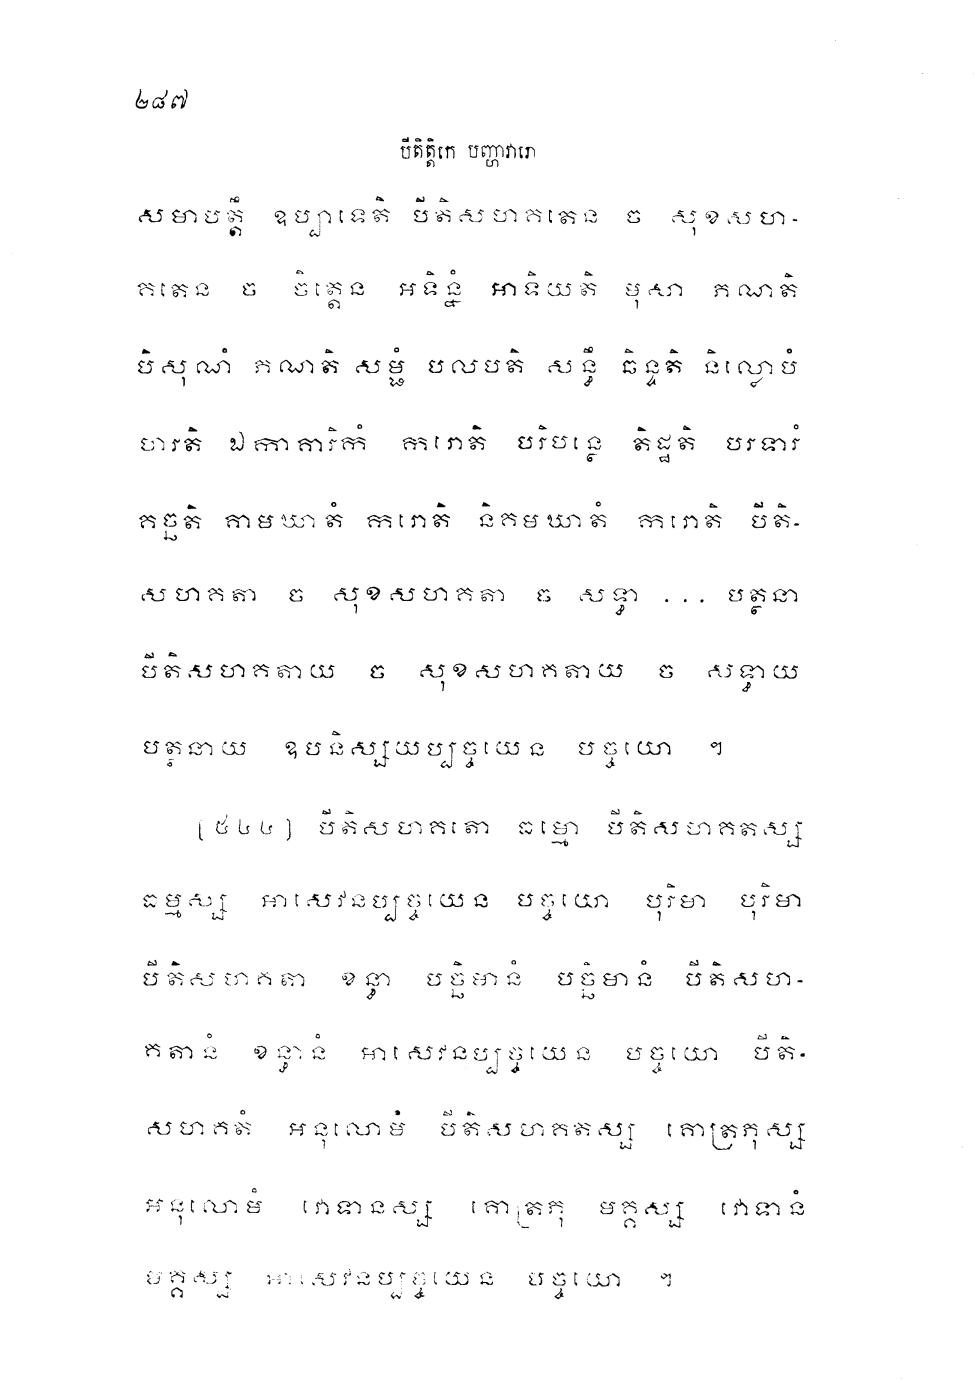 ២៨៧
បីតិត្តិកេ បញ្ហាវារោ
សមាបត្តឹ ឧប្បាទេតិ បីតិសហគតេន ច សុខសហ-
គតេន ច ចិត្តេន អទិន្នំ អាទិយតិ មុសា ភណតិ
បិសុណំ ភណតិ សម្ផំ បលបតិ សន្ធឹ ឆិន្ទតិ និល្លោបំ
ហរតិ ឯកាគារិកំ ករោតិ បរិបន្ថេ តិដ្ឋតិ បរទារំ
គច្ឆតិ គាមឃាតំ ករោតិ និគមឃាតំ ករោតិ បីតិ-
សហគតា ច សុខសហគតា ច សទ្ធា ... បត្ថនា
បីតិសហគតាយ ច សុខសហគតាយ ច សទ្ធាយ
បត្ថនាយ ឧបនិស្សយប្បច្ចយេន បច្ចយោ ។
[៥៤៤] បីតិសហគតោ ធម្មោ បីតិសហគតស្ស
ធម្មស្ស អាសេវនប្បច្ចយេន បច្ចយោ បុរិមា បុរិមា
បីតិសហគតា ខន្ធា បច្ឆិមានំ បច្ឆិមានំ បីតិសហ-
គតានំ ខន្ធានំ អាសេវនប្បច្ចយេន បច្ចយោ បីតិ-
សហគតំ អនុលោមំ បីតិសហគតស្ស គោត្រភុស្ស
អនុលោមំ វោទានស្ស គោត្រភុ មគ្គស្ស វោទានំ
មគ្គស្ស អាសេវនប្បច្ចយេន បច្ចយោ ។